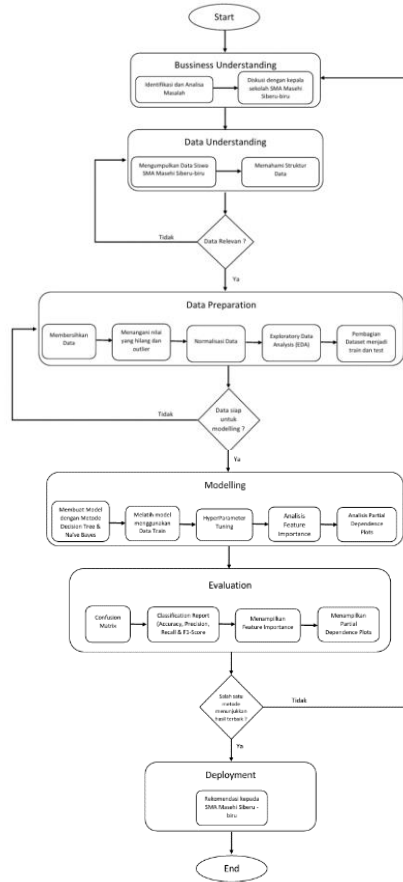 Start
Bussiness Understanding
Identifikasi dan Analisa
Masalah
Diskusi dengan kepala
sekolah SMA Masehi
Siberu-biru
Data Understanding
Mengumpulkan Data Siswa
SMA Masehi Siberu-biru
Memahami Struktur
Data
Data Relevan ?
Tidak
Ya
Data Preparation
Membersihkan
Data
Menangani nilai
yang hilang dan
outlier
Normalisasi Data
Exploratory Data
Analysis (EDA)
Pembagian
Dataset menjadi
train dan test
Data siap
untuk
modelling ?
Tidak
Ya
Modelling
Membuat Model
dengan Metode
Decision Tree &
Naïve Bayes
Melatih model
menggunakan
Data Train
HyperParameter
Tuning
Analisis
Feature
Importance
Analisis Partial
Dependence
Plots
Evaluation
Confusion
Matrix
Classification Report
(Accuracy, Precision,
Recall & F1-Score
Menampilkan
Feature Importance
Menampilkan
Partial
Dependence Plots
Salah satu
metode
menunjukkan
hasil terbaik ?
Tidak
Ya
Deployment
Rekomendasi kepada
SMA Masehi Siberu -
biru
End